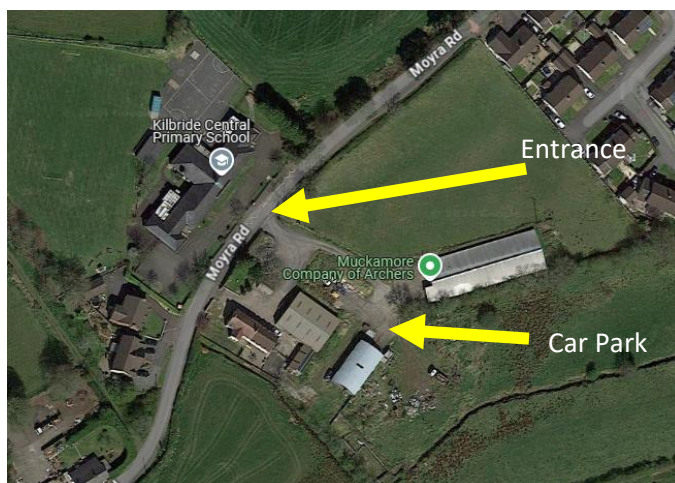 Moyra Rd
Kilbride Central
Primary School
Entrance
Moyra Rd
Muckamore
Company of Archers
Car Park